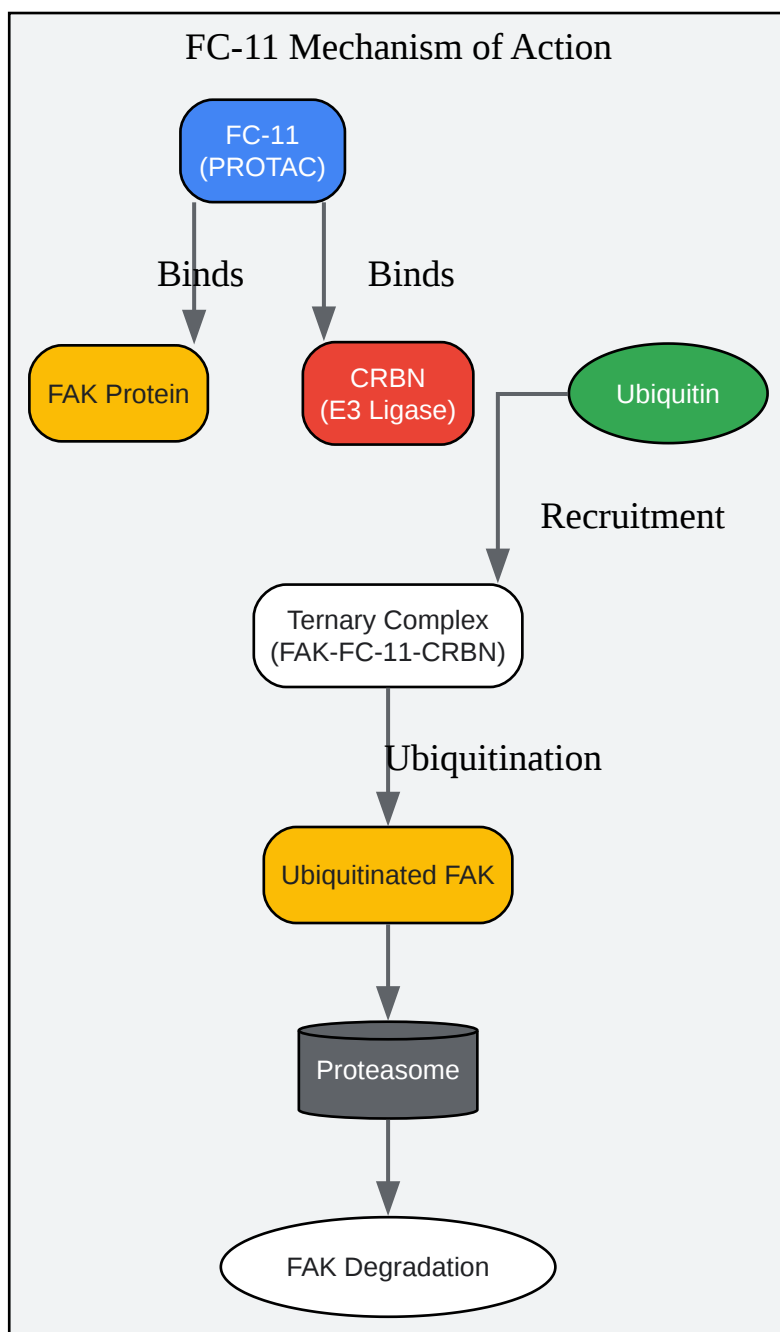 FC-11 Mechanism of Action
FC-11
(PROTAC)
Binds
Binds
FAK Protein
CRBN
(E3 Ligase)
Ubiquitin
Recruitment
Ternary Complex
(FAK-FC-11-CRBN)
Ubiquitination
Ubiquitinated FAK
Proteasome
FAK Degradation